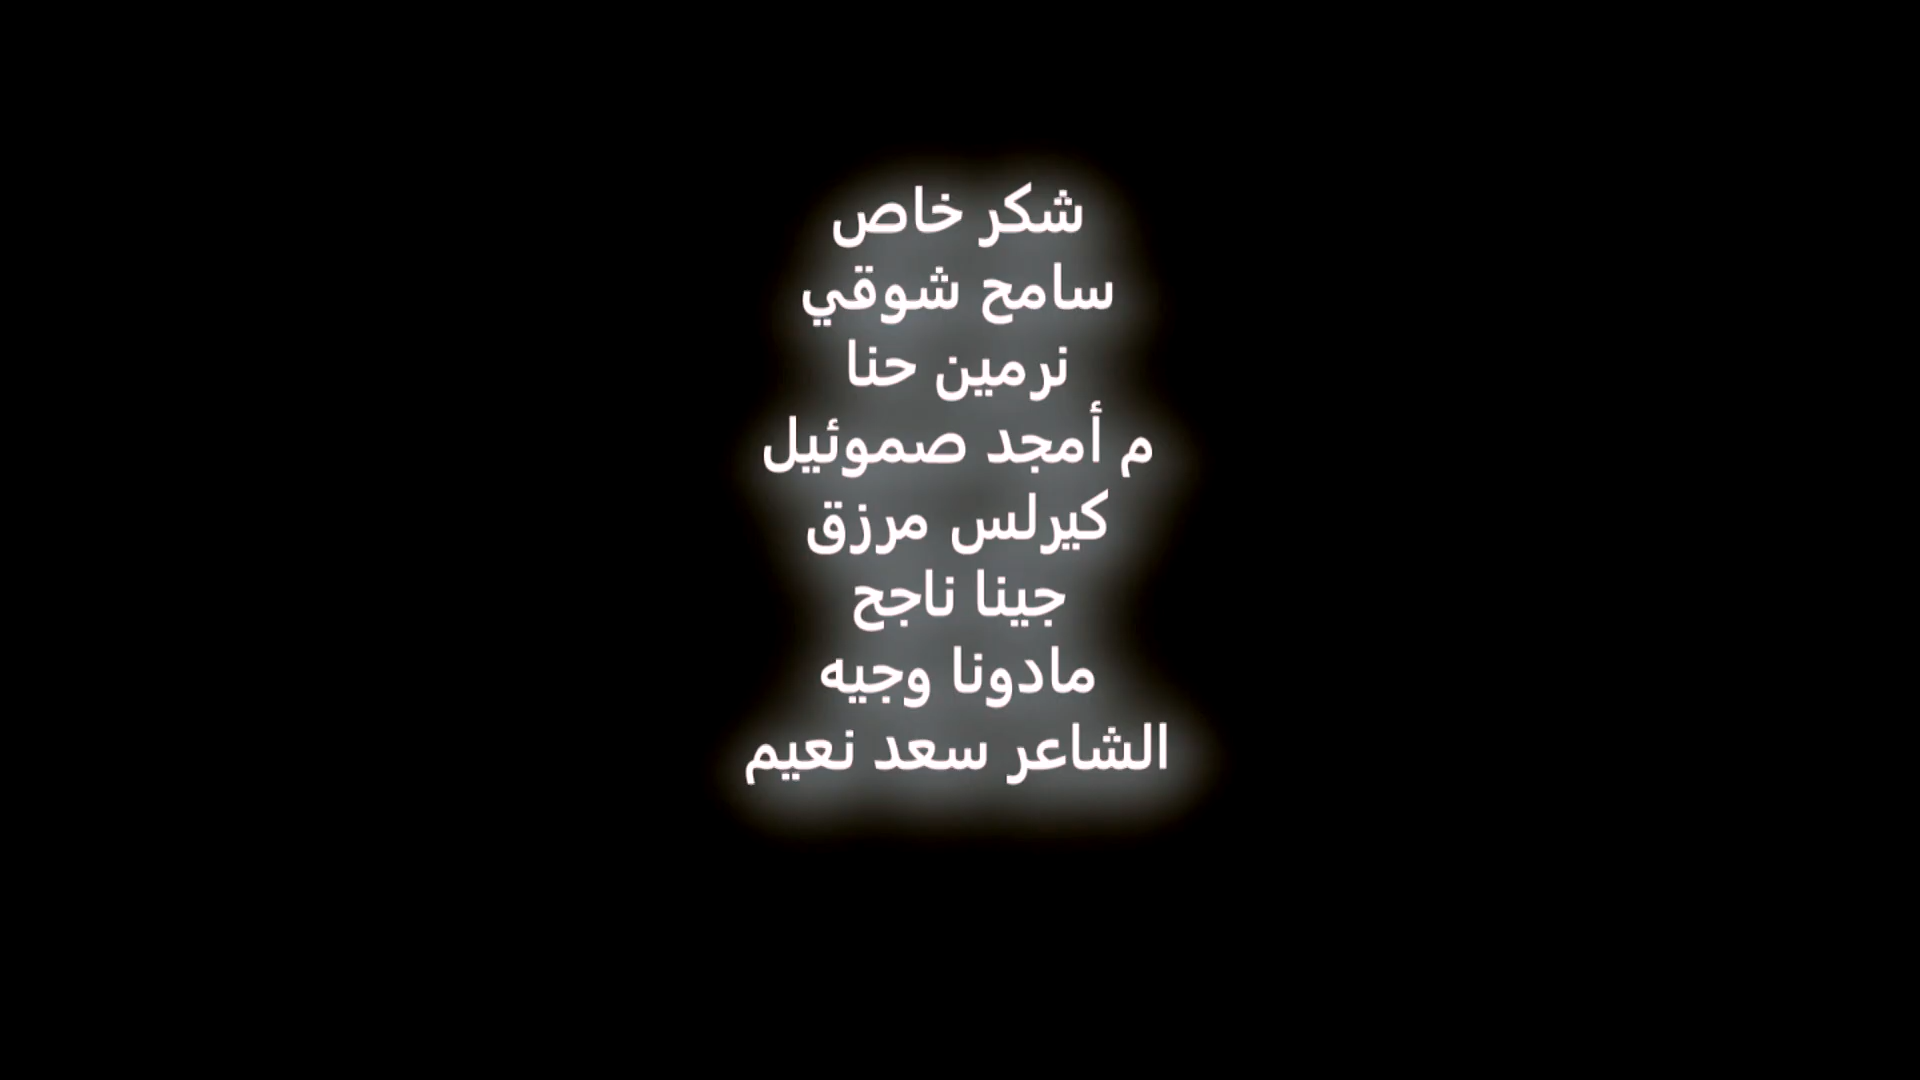 شكر خاص
سامح شوقي
نرمين حنا
م أمجد صموئيل
كيرلس مرزق
جينا ناجح
مادونا وجيه
الشاعر سعد نعيم